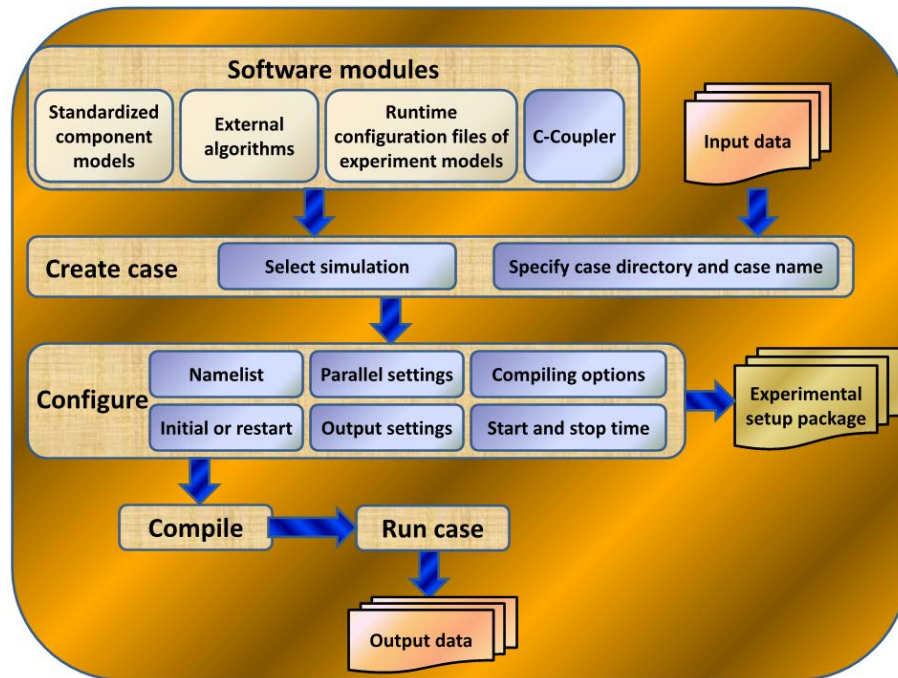 Software modules
Standardized
component
models
External
algorithms
Runtime
configuration files of
experiment models
C-Coupler
Input data
Create case
Select simulation
Specify case directory and case name
Configure
Namelist
Parallel settings
Compiling options
Initial or restart
Output settings
Start and stop time
Experimental
setup package
Compile
Run case
Output data